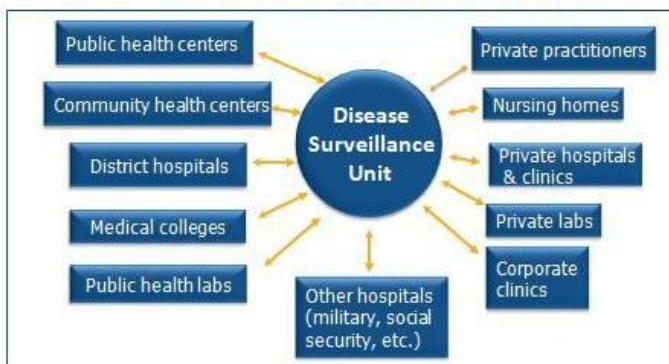 Public health centers
Community health centers
District hospitals
Medical colleges
Public health labs
Disease
Surveillance
Unit
Other hospitals
(military, social
security, etc.)
Private practitioners
Nursing homes
Private hospitals
& clinics
Private labs
Corporate
clinics